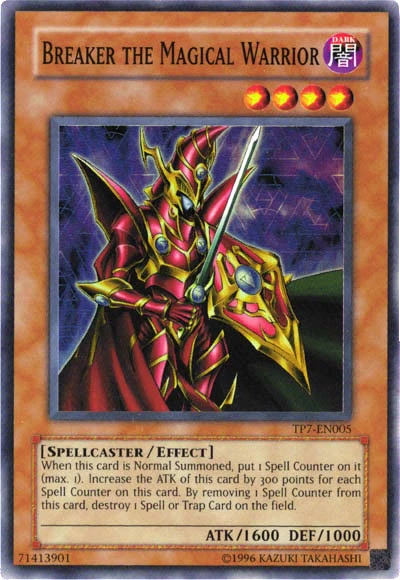 BREAKER THE MAGICAL WARRIOR
DARK
闇
TP7-EN005
[SPELLCASTER / EFFECT]
When this card is Normal Summoned, put 1 Spell Counter on it
(max. 1). Increase the ATK of this card by 300 points for each
Spell Counter on this card. By removing 1 Spell Counter from
this card, destroy 1 Spell or Trap Card on the field.
ATK/1600 DEF/1000
71413901
©1996 KAZUKI TAKAHASHI